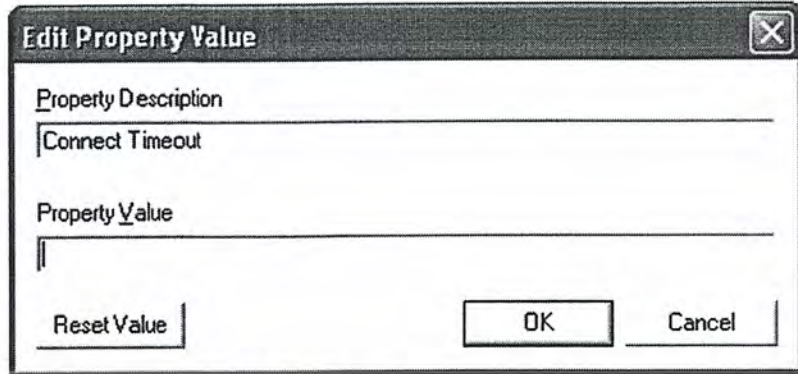 Edit Property Value
Property Description
Connect Timeout
Property Value
Reset Value OK Cancel